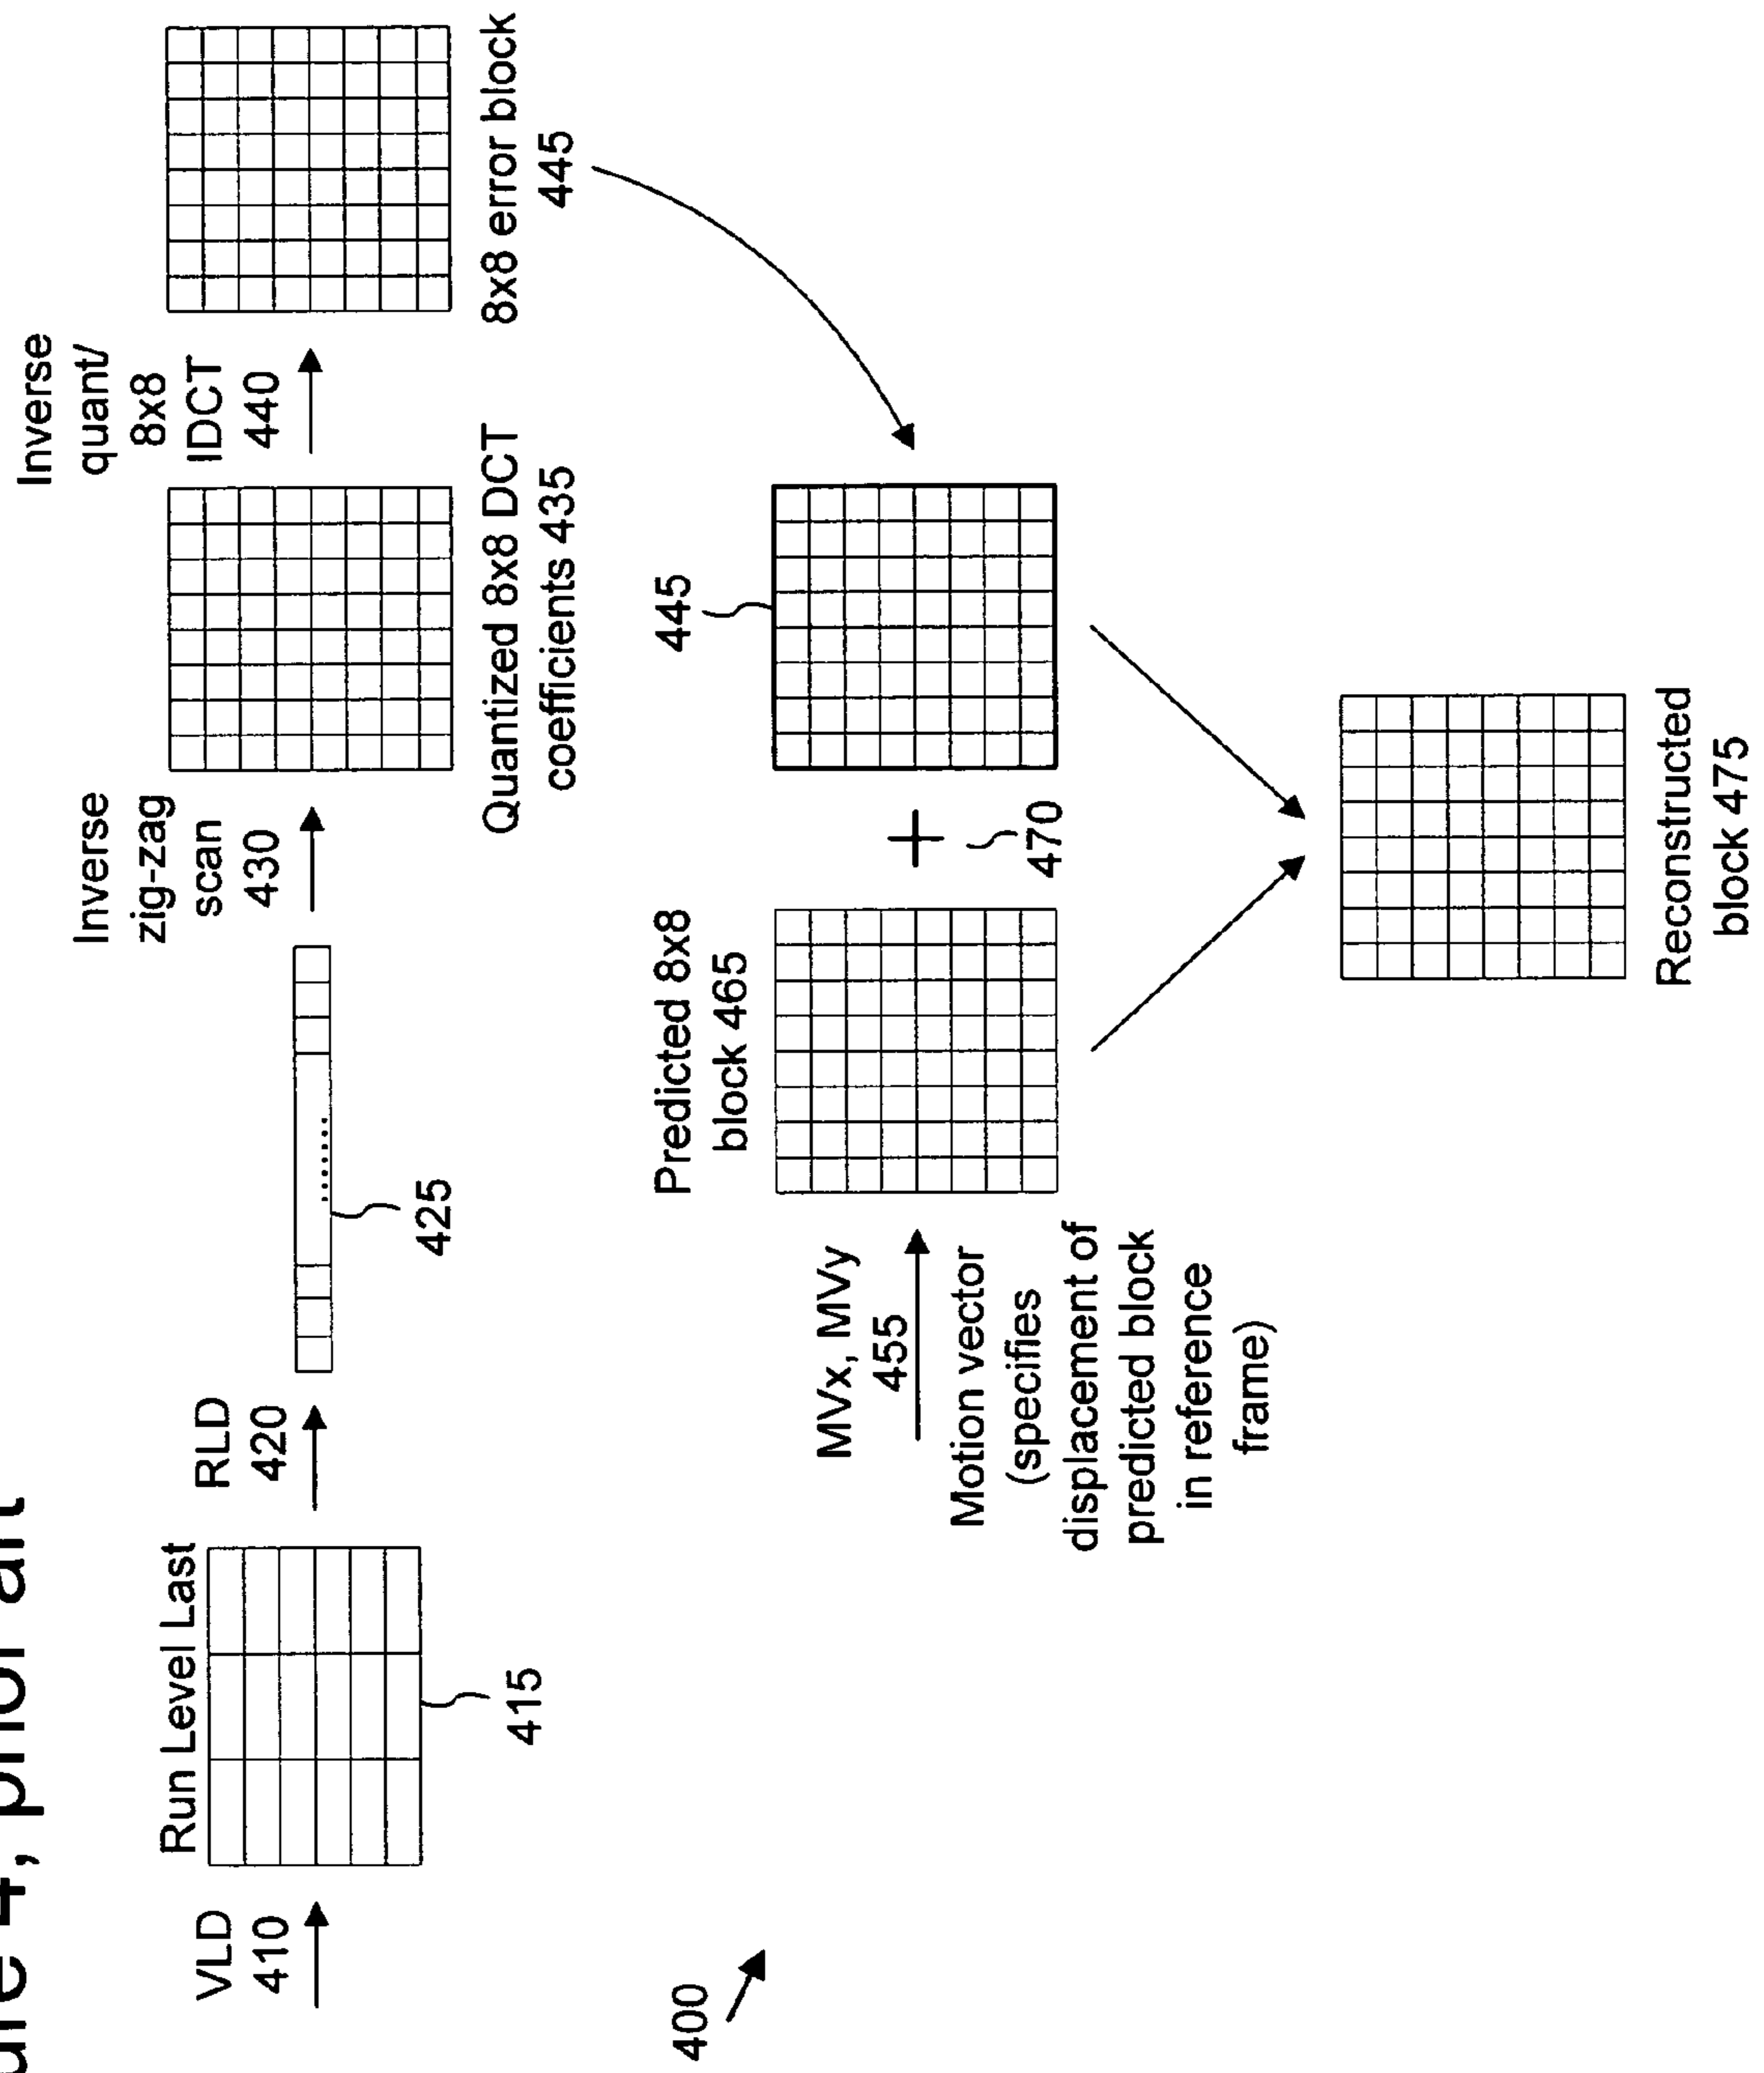 4, prior art
VLD
410
Run Level Last
415
RLD
420
425
Inverse
zig-zag
scan
430
Quantized 8x8 DCT
coefficients 435
Inverse
quant/
8x8
IDCT
440
8x8 error block
445
400
MVx, MVy
455
Motion vector
(specifies
displacement of
predicted block
in reference
frame)
Predicted 8x8
block 465
+
470
445
Reconstructed
block 475